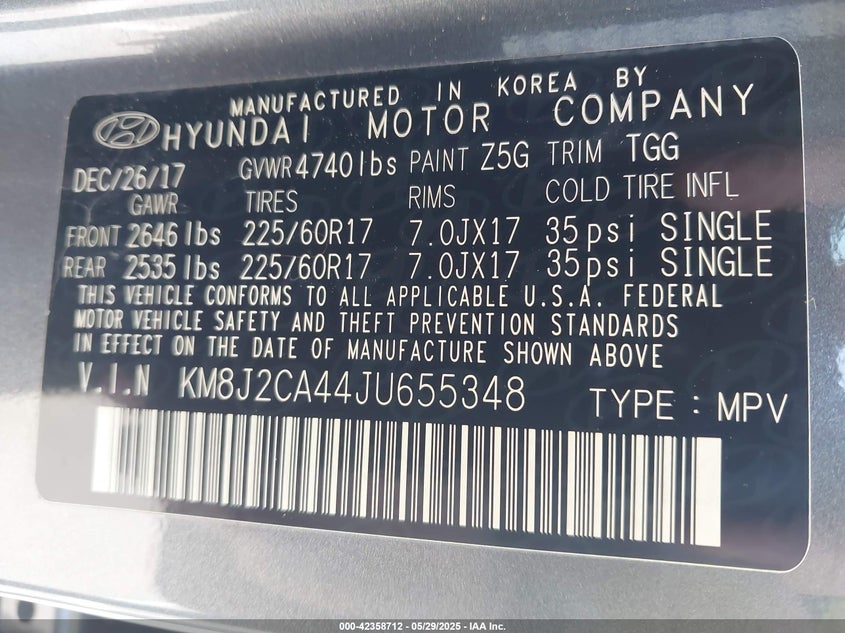 MANUFACTURED IN KOREA BY
HYUNDAI MOTOR COMPANY
DEC/26/17 GVWR 4740lbs PAINT Z5G TRIM TGG
GAWR TIRES RIMS COLD TIRE INFL
FRONT 2646lbs 225/60R17 7.0JX17 35psi SINGLE
REAR 2535lbs 225/60R17 7.0JX17 35psi SINGLE
THIS VEHICLE CONFORMS TO ALL APPLICABLE U.S.A. FEDERAL
MOTOR VEHICLE SAFETY AND THEFT PREVENTION STANDARDS
IN EFFECT ON THE DATE OF MANUFACTURE SHOWN ABOVE
V.I.N KM8J2CA44JU655348 TYPE : MPV
000-42358712 — 05/29/2025 — IAA Inc.